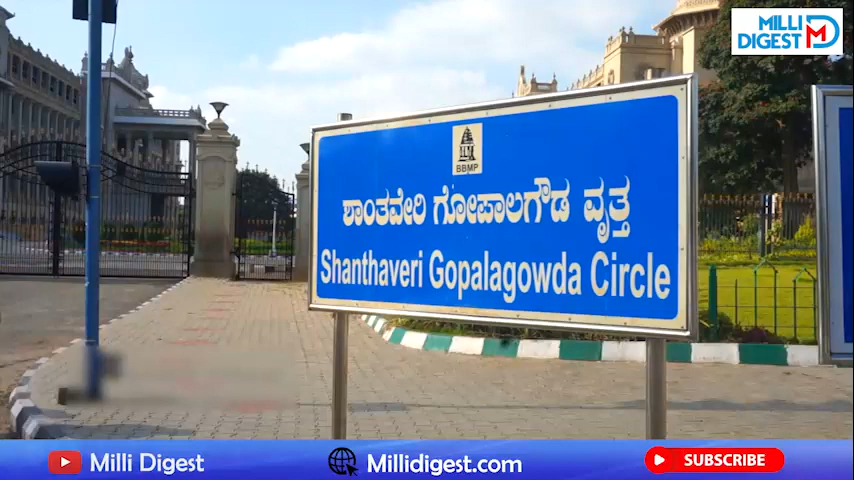 MILLI
DIGEST
BBMP
ಶಾಂತವೇರಿ ಗೋಪಾಲಗೌಡ ವೃತ್ತ
Shanthaveri Gopalagowda Circle
Milli Digest
Millidigest.com
SUBSCRIBE